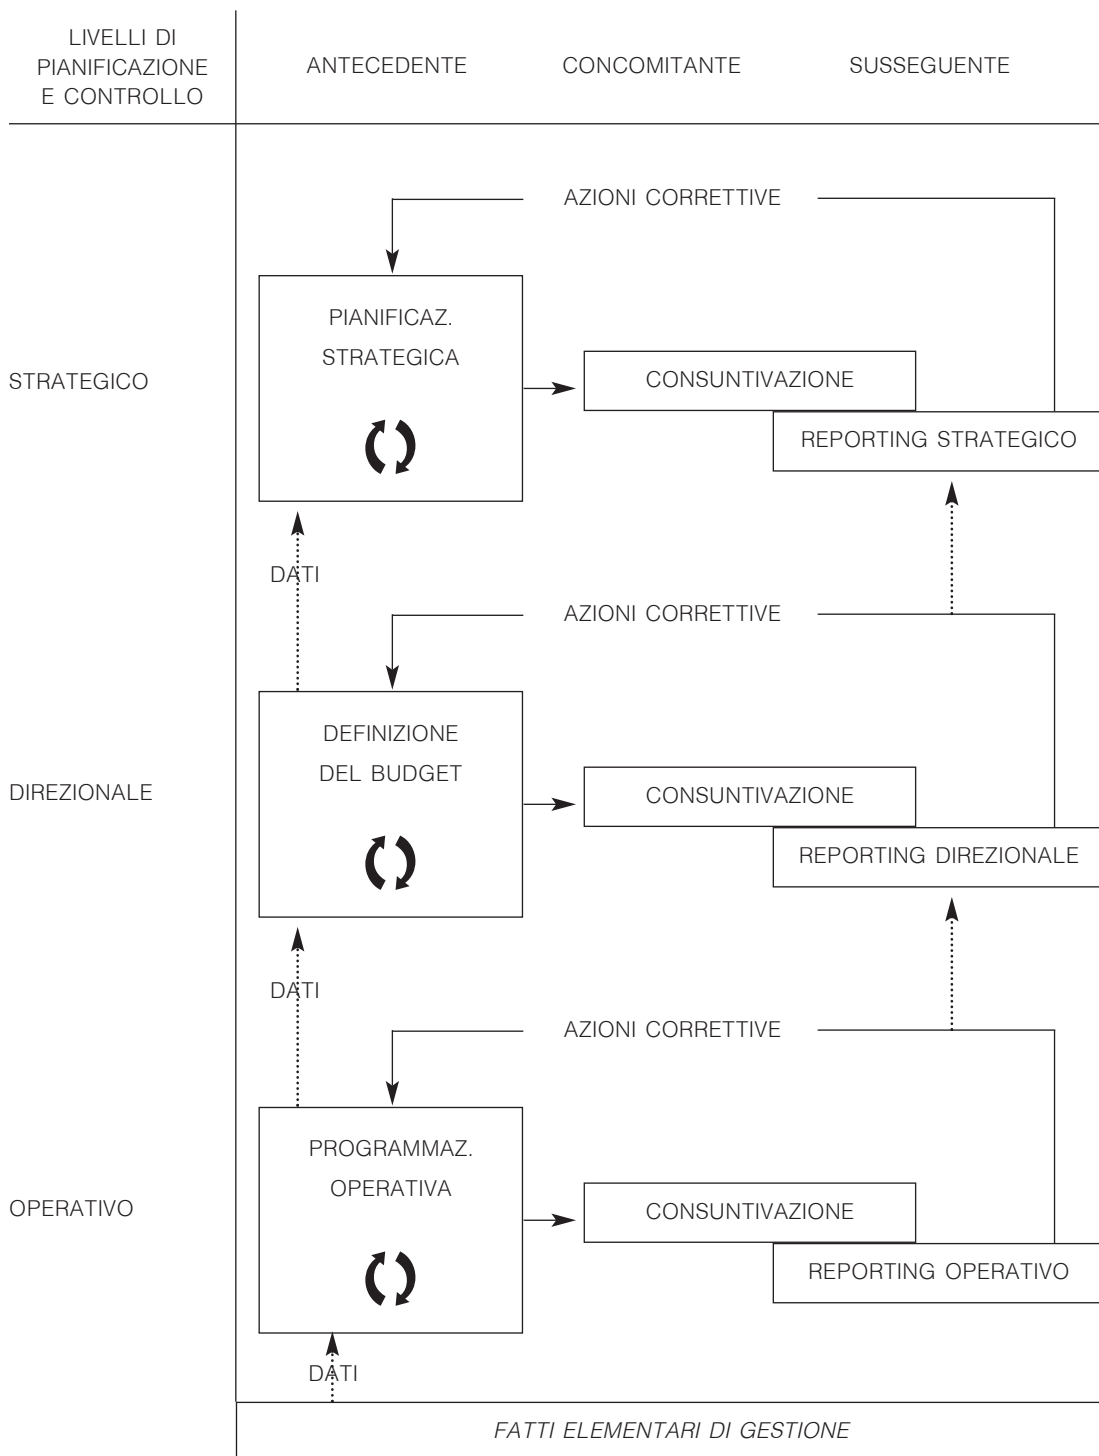 LIVELLI DI
PIANIFICAZIONE
E CONTROLLO
ANTECEDENTE
CONCOMITANTE
SUSSEGUENTE
AZIONI CORRETTIVE
PIANIFICAZ.
STRATEGICA
STRATEGICO
CONSUNTIVAZIONE
REPORTING STRATEGICO
DATI
AZIONI CORRETTIVE
DEFINIZIONE
DEL BUDGET
DIREZIONALE
CONSUNTIVAZIONE
REPORTING DIREZIONALE
DATI
AZIONI CORRETTIVE
PROGRAMMAZ.
OPERATIVA
OPERATIVO
CONSUNTIVAZIONE
REPORTING OPERATIVO
DATI
FATTI ELEMENTARI DI GESTIONE